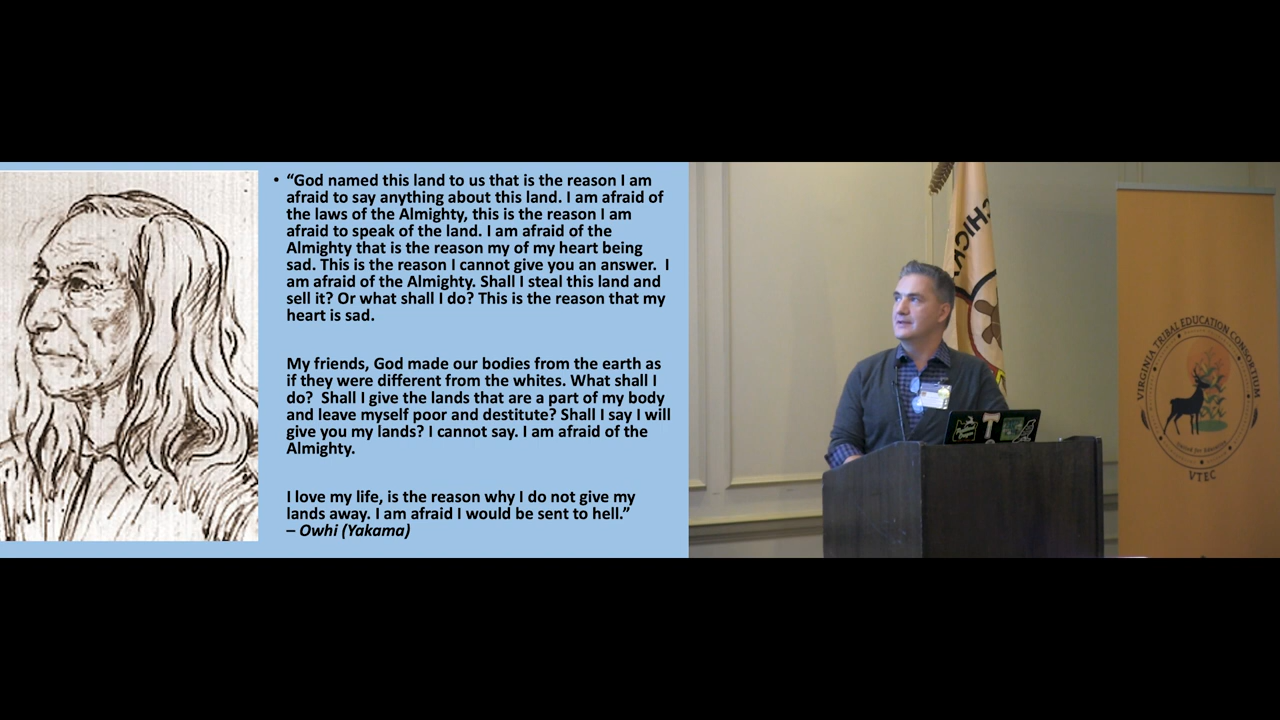 • “God named this land to us that is the reason I am
afraid to say anything about this land. I am afraid of
the laws of the Almighty, this is the reason I am
afraid to speak of the land. I am afraid of the
Almighty that is the reason my of my heart being
sad. This is the reason I cannot give you an answer.  I
am afraid of the Almighty. Shall I steal this land and
sell it? Or what shall I do? This is the reason that my
heart is sad.
My friends, God made our bodies from the earth as
if they were different from the whites. What shall I
do?  Shall I give the lands that are a part of my body
and leave myself poor and destitute? Shall I say I will
give you my lands? I cannot say. I am afraid of the
Almighty.
I love my life, is the reason why I do not give my
lands away. I am afraid I would be sent to hell.”
– Owhi (Yakama)
VIRGINIA TRIBAL EDUCATION CONSORTIUM
United for Education
VTEC